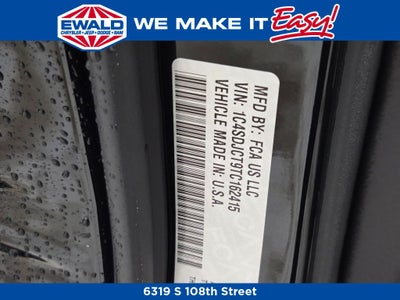 EWALD
CHRYSLER • JEEP • DODGE • RAM
WE MAKE IT Easy!
MFD BY: FCA US LLC
VIN: 1C4SDJCT9TC162415
VEHICLE MADE IN: U.S.A.
6319 S 108th Street